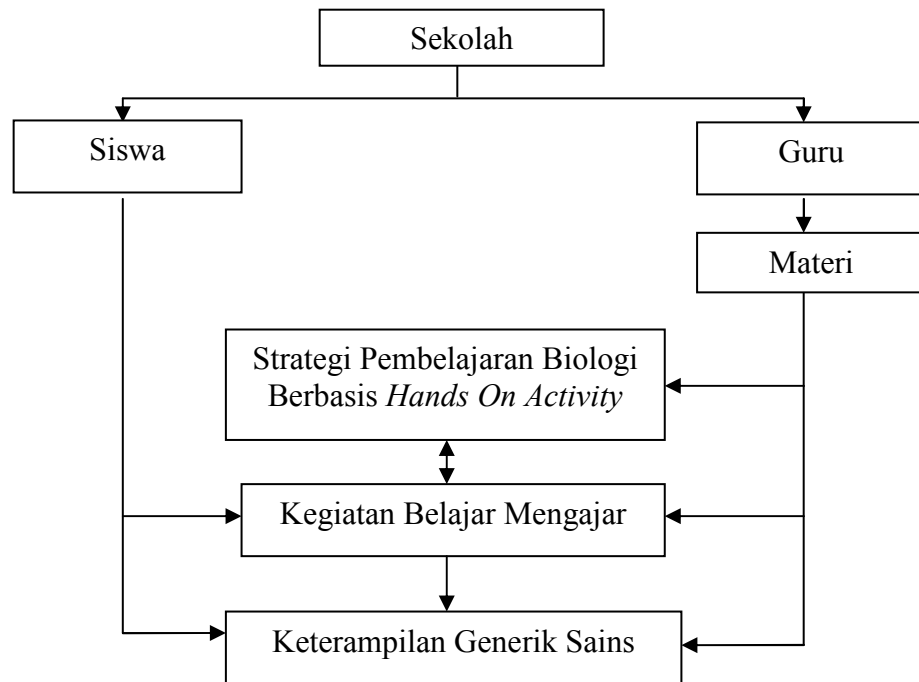 Sekolah
Siswa
Guru
Materi
Strategi Pembelajaran Biologi
Berbasis Hands On Activity
Kegiatan Belajar Mengajar
Keterampilan Generik Sains